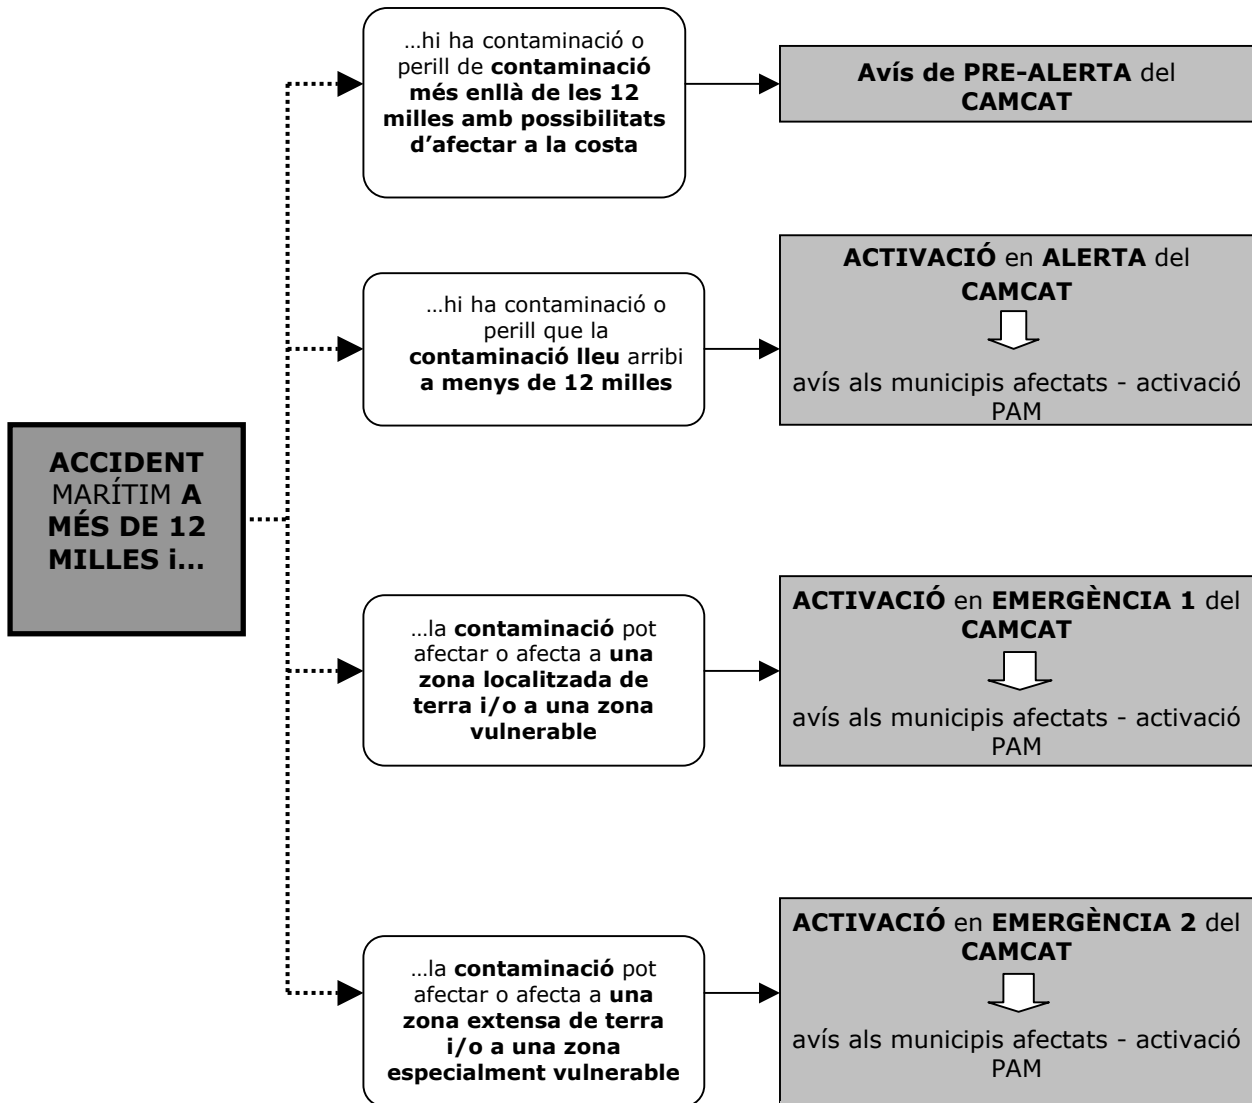 ...hi ha contaminació o
perill de contaminació
més enllà de les 12
milles amb possibilitats
d’afectar a la costa
Avís de PRE-ALERTA del
CAMCAT
...hi ha contaminació o
perill que la
contaminació lleu arribi
a menys de 12 milles
ACTIVACIÓ en ALERTA del
CAMCAT
avís als municipis afectats - activació
PAM
ACCIDENT
MARÍTIM A
MÉS DE 12
MILLES i...
...la contaminació pot
afectar o afecta a una
zona localitzada de
terra i/o a una zona
vulnerable
ACTIVACIÓ en EMERGÈNCIA 1 del
CAMCAT
avís als municipis afectats - activació
PAM
...la contaminació pot
afectar o afecta a una
zona extensa de terra
i/o a una zona
especialment vulnerable
ACTIVACIÓ en EMERGÈNCIA 2 del
CAMCAT
avís als municipis afectats - activació
PAM